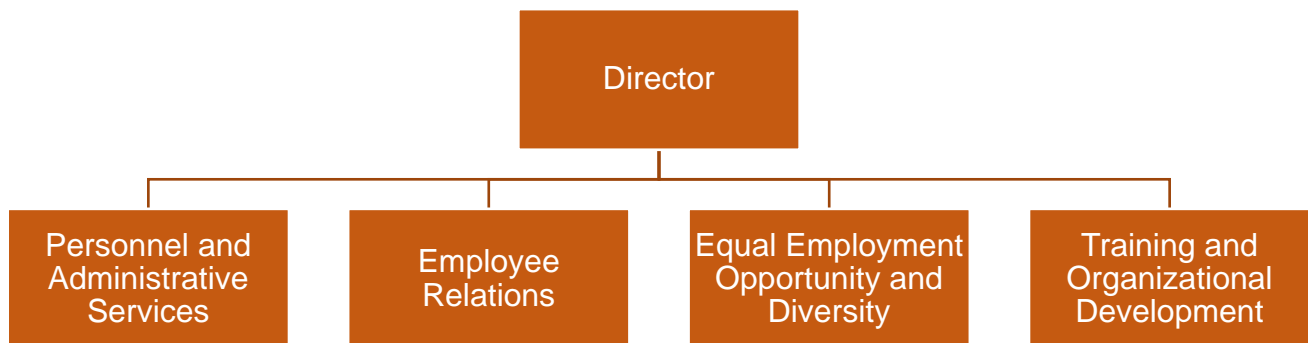 Director
Personnel and
Administrative
Services
Employee
Relations
Equal Employment
Opportunity and
Diversity
Training and
Organizational
Development